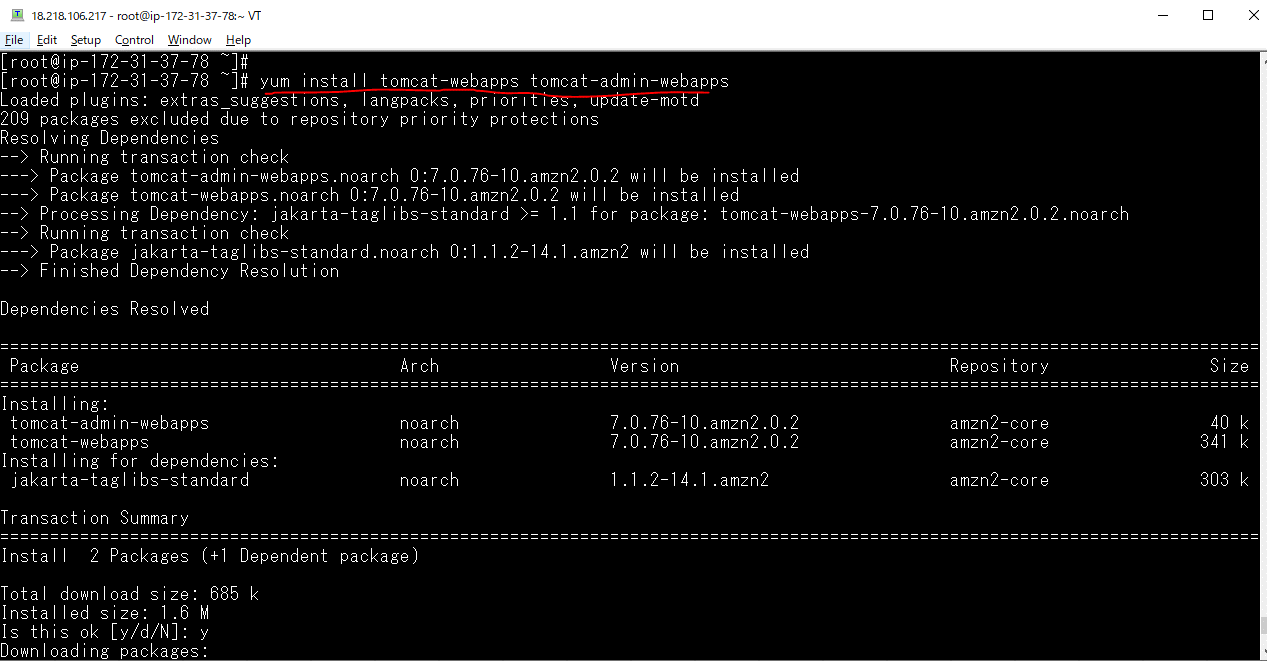 18.218.106.217 - root@ip-172-31-37-78:~ VT
File Edit Setup Control Window Help
[root@ip-172-31-37-78 ~]#
[root@ip-172-31-37-78 ~]# yum install tomcat-webapps tomcat-admin-webapps
Loaded plugins: extras_suggestions, langpacks, priorities, update-motd
209 packages excluded due to repository priority protections
Resolving Dependencies
--> Running transaction check
---> Package tomcat-admin-webapps.noarch 0:7.0.76-10.amzn2.0.2 will be installed
---> Package tomcat-webapps.noarch 0:7.0.76-10.amzn2.0.2 will be installed
--> Processing Dependency: jakarta-taglibs-standard >= 1.1 for package: tomcat-webapps-7.0.76-10.amzn2.0.2.noarch
--> Running transaction check
---> Package jakarta-taglibs-standard.noarch 0:1.1.2-14.1.amzn2 will be installed
--> Finished Dependency Resolution
Dependencies Resolved
================================================================================
Package Arch Version Repository Size
================================================================================
Installing:
tomcat-admin-webapps noarch 7.0.76-10.amzn2.0.2 amzn2-core 40 k
tomcat-webapps noarch 7.0.76-10.amzn2.0.2 amzn2-core 341 k
Installing for dependencies:
jakarta-taglibs-standard noarch 1.1.2-14.1.amzn2 amzn2-core 303 k
Transaction Summary
================================================================================
Install 2 Packages (+1 Dependent package)
Total download size: 685 k
Installed size: 1.6 M
Is this ok [y/d/N]: y
Downloading packages: